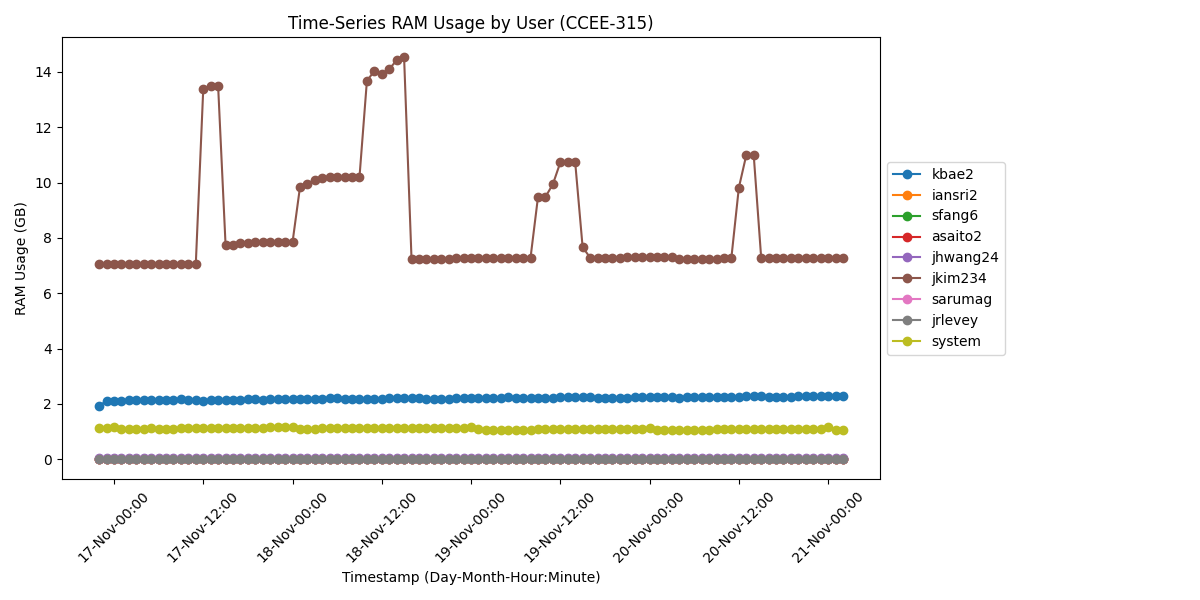 Time-Series RAM Usage by User (CCEE-315)
RAM Usage (GB)
14
12
10
8
6
4
2
0
17-Nov-00:00
17-Nov-12:00
18-Nov-00:00
18-Nov-12:00
19-Nov-00:00
19-Nov-12:00
20-Nov-00:00
20-Nov-12:00
21-Nov-00:00
Timestamp (Day-Month-Hour:Minute)
kbae2
iansri2
sfang6
asaito2
jhwang24
jkim234
sarumag
jrlevey
system